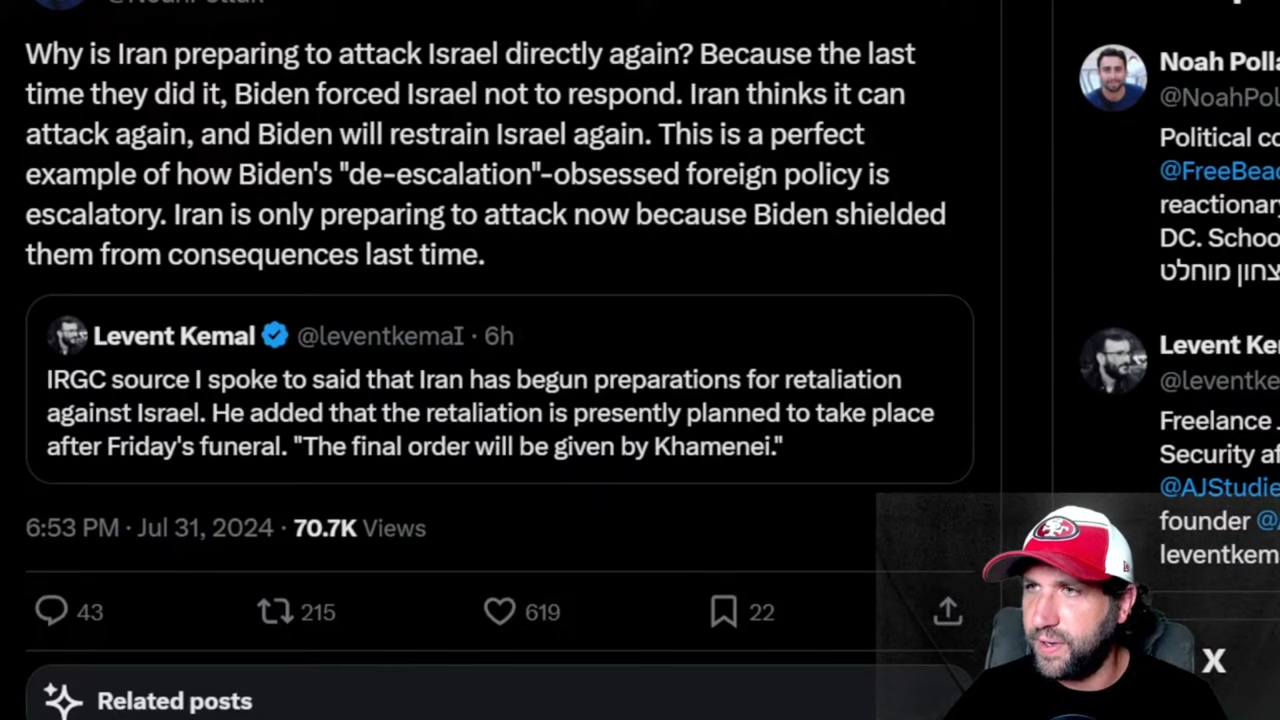 Why is Iran preparing to attack Israel directly again? Because the last
time they did it, Biden forced Israel not to respond. Iran thinks it can
attack again, and Biden will restrain Israel again. This is a perfect
example of how Biden's "de-escalation"-obsessed foreign policy is
escalatory. Iran is only preparing to attack now because Biden shielded
them from consequences last time.
Levent Kemal @leventkemaI · 6h
IRGC source I spoke to said that Iran has begun preparations for retaliation
against Israel. He added that the retaliation is presently planned to take place
after Friday's funeral. "The final order will be given by Khamenei."
6:53 PM · Jul 31, 2024 · 70.7K Views
43 215 619 22
Related posts
Noah Polla
@NoahPol
Political co
@FreeBeac
reactionar
DC. Schoo
צחון מוחלט
Levent Ke
@leventke
Freelance
Security af
@AJStudie
founder @
leventkem
X